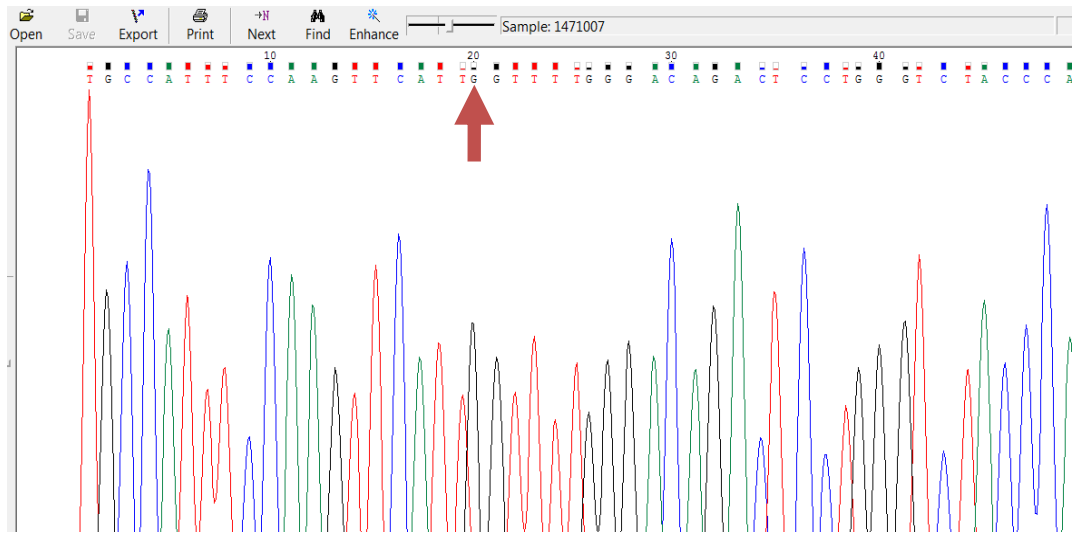 Open Save Export Print Next Find Enhance Sample: 1471007
10 20 30 40
T G C C A T T T C C A A G T T C A T T G G T T T T G G G A C A G A C T C C T G G G T C T A C C C A